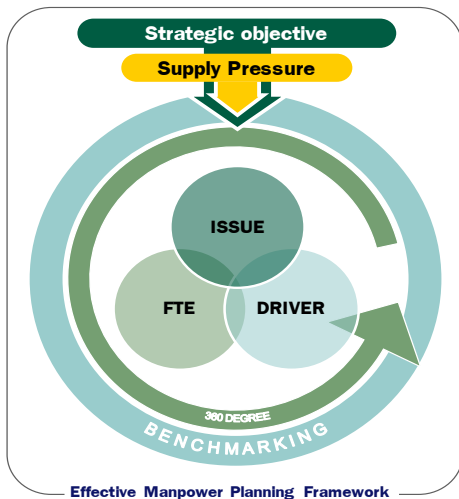 Strategic objective
Supply Pressure
ISSUE
FTE
DRIVER
360 DEGREE
BENCHMARKING
Effective Manpower Planning Framework